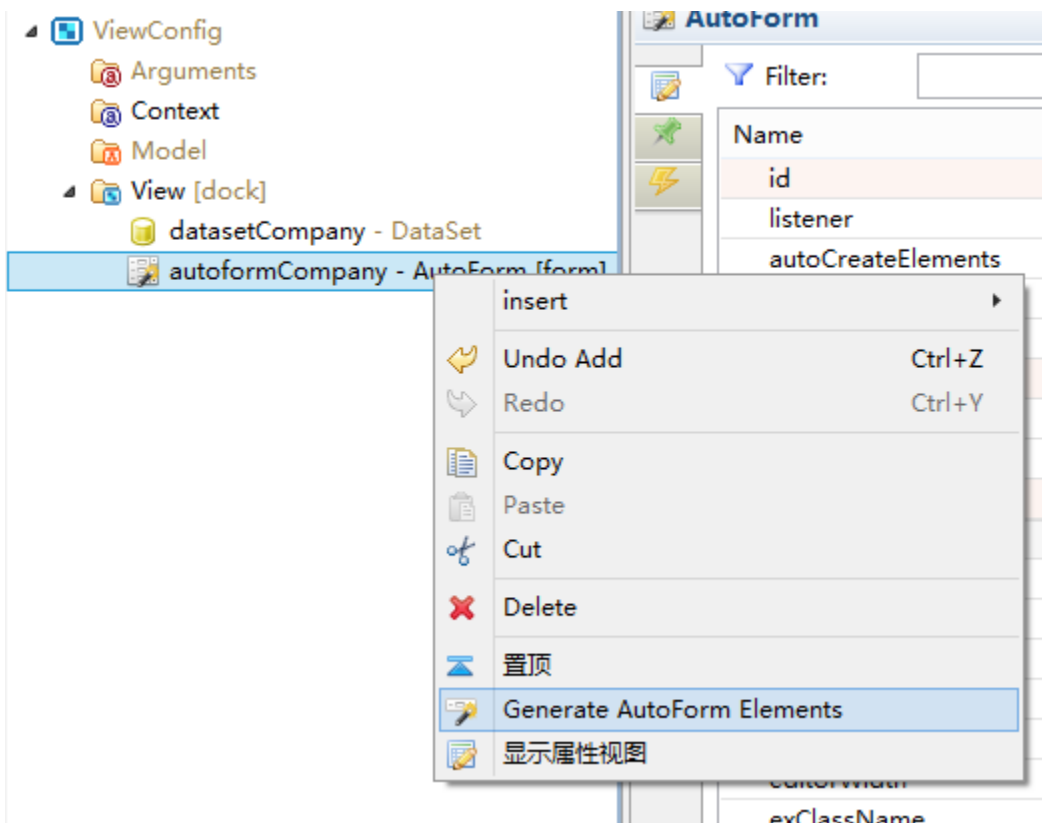 ViewConfig
Arguments
Context
Model
View [dock]
datasetCompany - DataSet
autoformCompany - AutoForm [form]
AutoForm
Filter:
Name
id
listener
autoCreateElements
insert
Undo Add Ctrl+Z
Redo Ctrl+Y
Copy
Paste
Cut
Delete
置顶
Generate AutoForm Elements
显示属性视图
editorWidth
exClassName